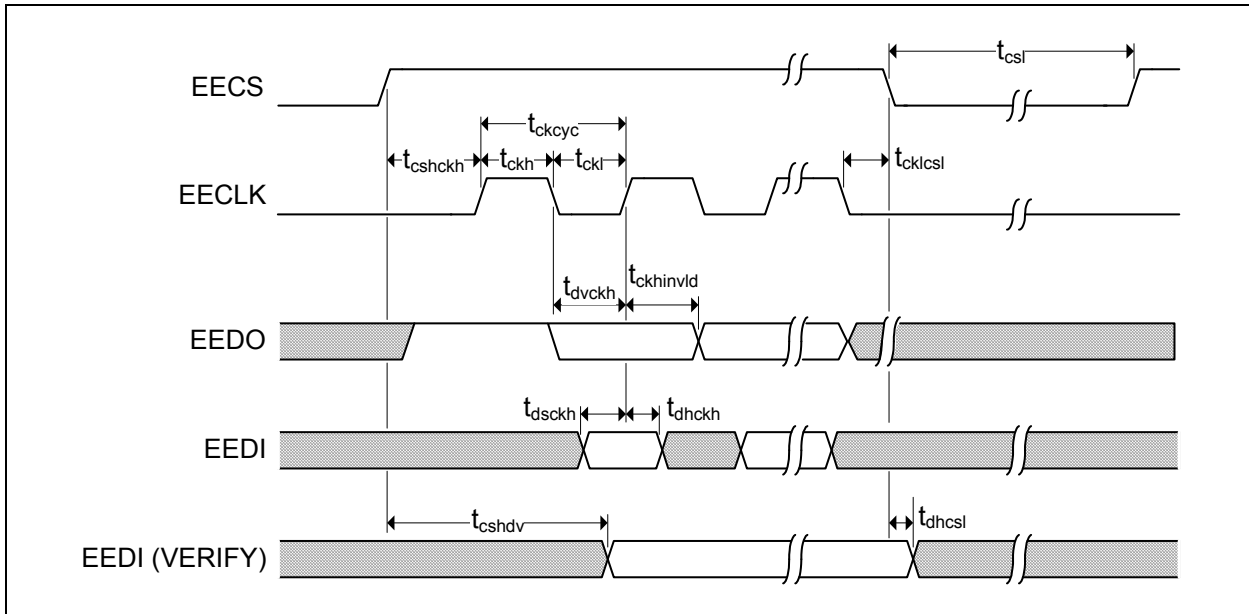 EECS
t_csl
t_ckcyc
t_cshckh
t_ckh
t_ckl
t_cklcsl
EECLK
t_dvckh
t_ckhinvld
EEDO
t_dsckh
t_dhckh
EEDI
t_cshdv
t_dhcsl
EEDI (VERIFY)